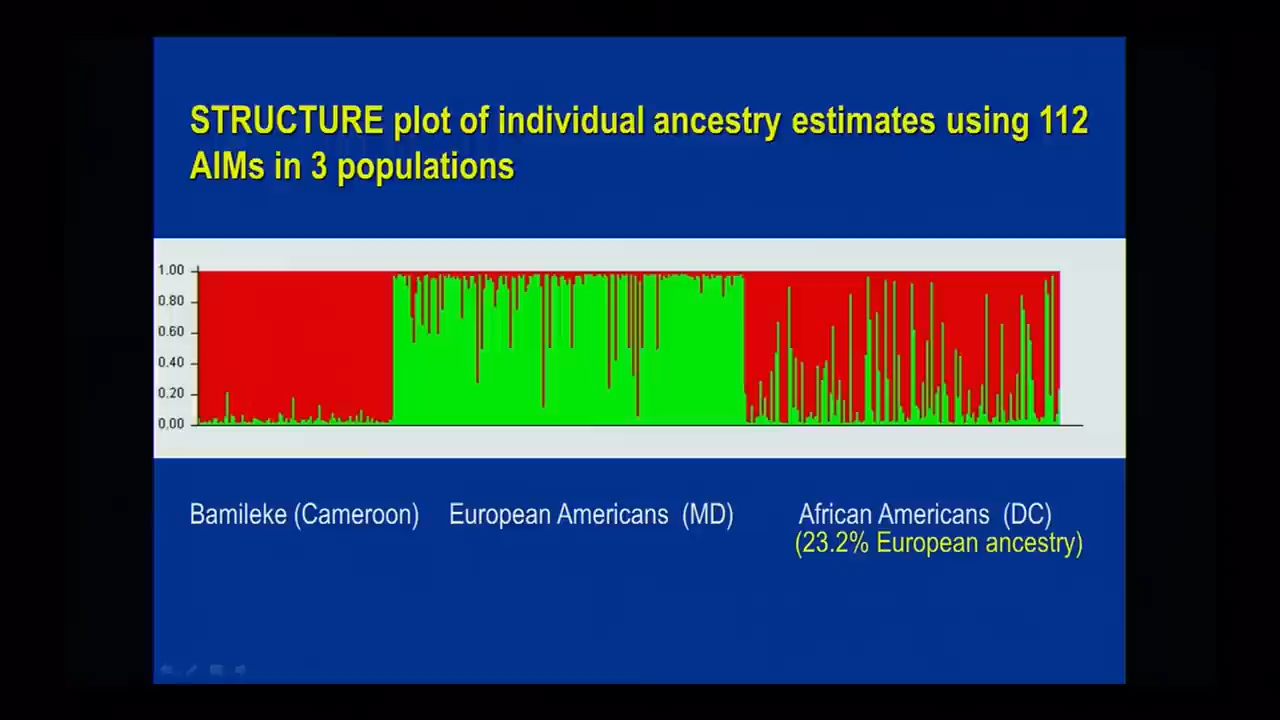 STRUCTURE plot of individual ancestry estimates using 112
AIMs in 3 populations
1.00
0.80
0.60
0.40
0.20
0.00
Bamileke (Cameroon)
European Americans (MD)
African Americans (DC)
(23.2% European ancestry)